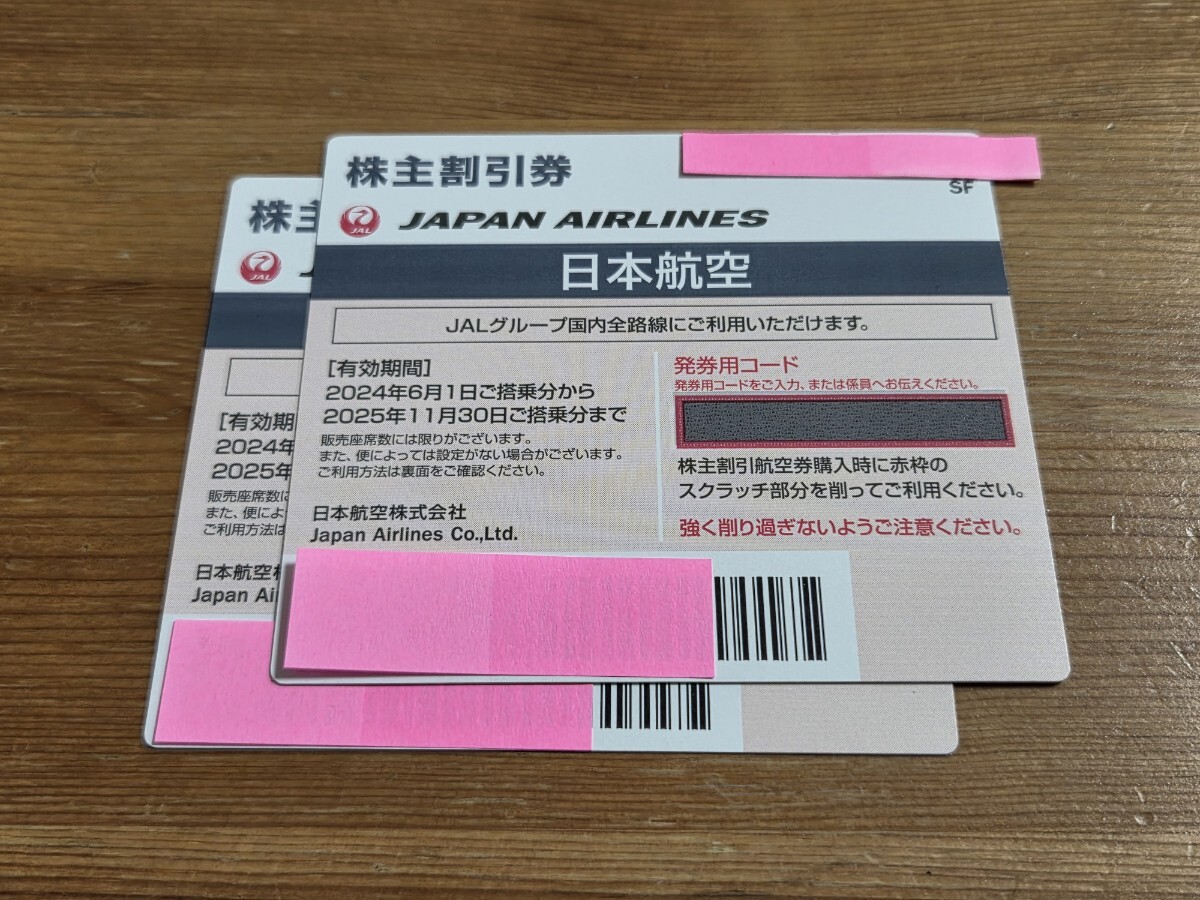 株主割引券
SF
JAL
JAPAN AIRLINES
日本航空
JALグループ国内全路線にご利用いただけます。
[有効期間]
2024年6月1日ご搭乗分から
2025年11月30日ご搭乗分まで
販売座席数には限りがございます。
また、便によっては設定がない場合がございます。
ご利用方法は裏面をご確認ください。
日本航空株式会社
Japan Airlines Co.,Ltd.
発券用コード
発券用コードをご入力、または係員へお伝えください。
株主割引航空券購入時に赤枠の
スクラッチ部分を削ってご利用ください。
強く削り過ぎないようご注意ください。
株主
JAL
[有効期
2024年
2025年
販売座席数に
また、便によ
ご利用方法は
日本航空
Japan Ai